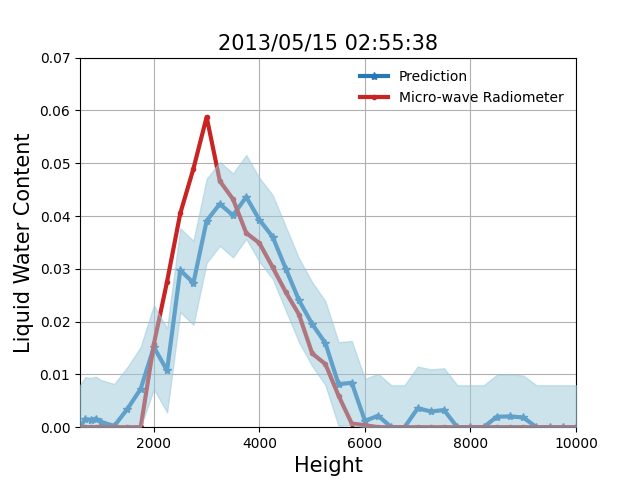 2013/05/15 02:55:38
0.07
0.06
0.05
0.04
0.03
0.02
0.01
0.00
Liquid Water Content
Prediction
Micro-wave Radiometer
2000 4000 6000 8000 10000
Height